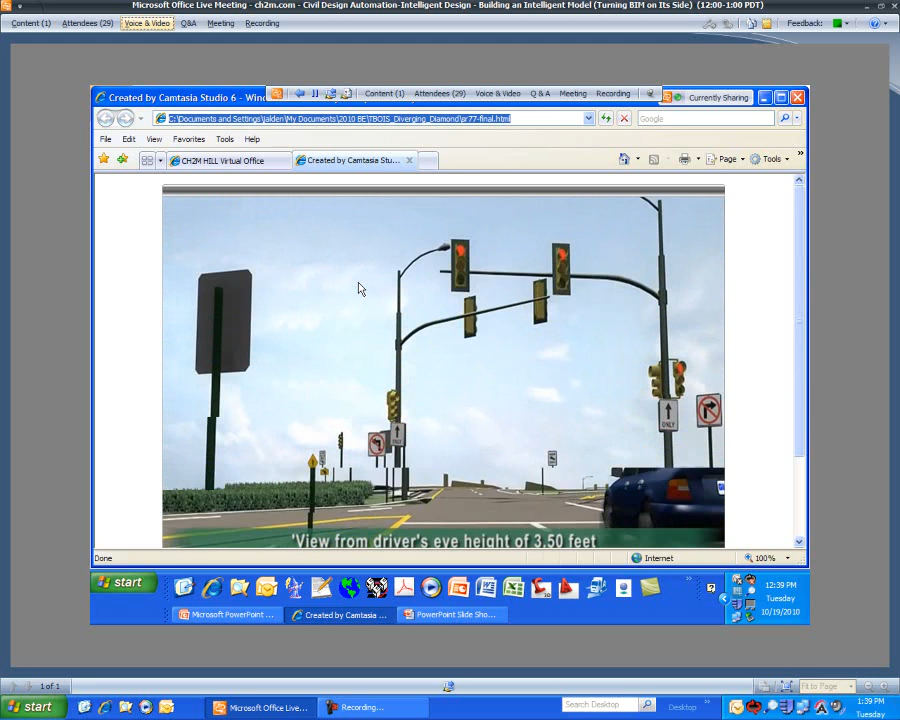 Microsoft Office Live Meeting - ch2m.com - Civil Design Automation-Intelligent Design - Building an Intelligent Model (Turning BIM on Its Side) (12:00-1:00 PDT)
Content (1) Attendees (29) Voice & Video Q&A Meeting Recording Feedback:
Created by Camtasia Studio 6 - Wind
Content (1) Attendees (29) Voice & Video Q & A Meeting Recording Currently Sharing
C:\Documents and Settings\jaiden\My Documents\2010 BE\TBOIS_Diverging_Diamond\sr77-final.html Google
File Edit View Favorites Tools Help
CH2M HILL Virtual Office Created by Camtasia Stu... Page Tools
ONLY
ONLY
'View from driver's eye height of 3.50 feet
Done Internet 100%
start
12:39 PM
Tuesday
10/19/2010
Microsoft PowerPoint ... Created by Camtasia ... PowerPoint Slide Sho...
1 of 1 Fit to Page
start Microsoft Office Live... Recording... Search Desktop Desktop
1:39 PM
Tuesday